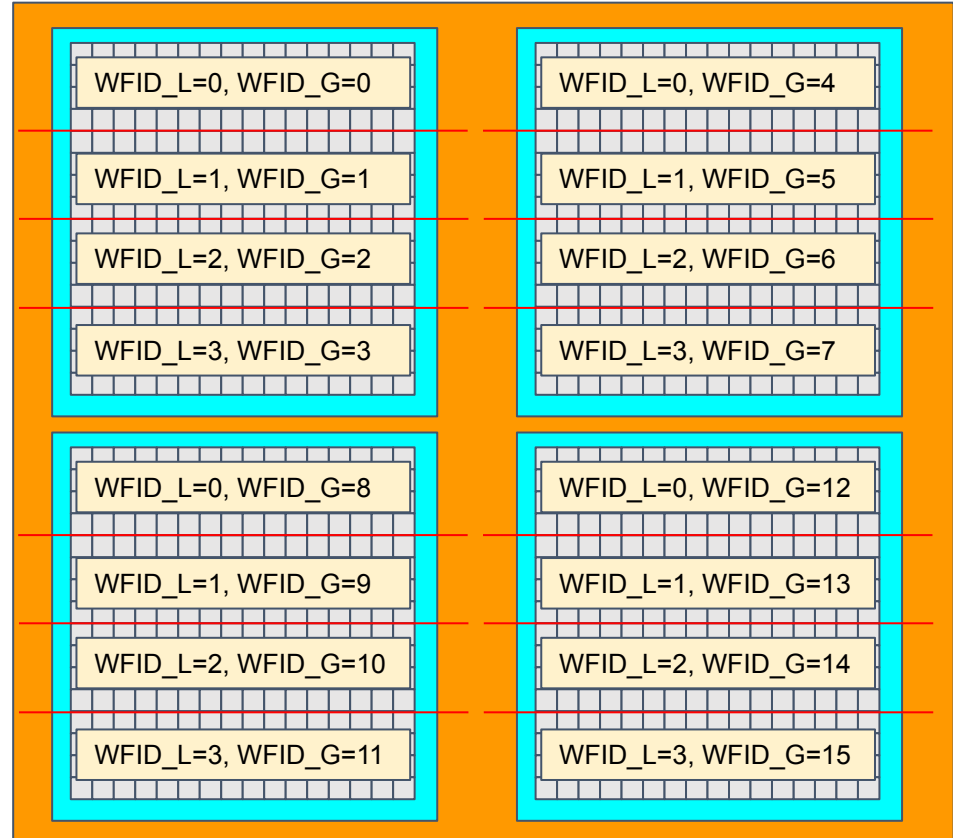 WFID_L=0, WFID_G=0
WFID_L=1, WFID_G=1
WFID_L=2, WFID_G=2
WFID_L=3, WFID_G=3
WFID_L=0, WFID_G=4
WFID_L=1, WFID_G=5
WFID_L=2, WFID_G=6
WFID_L=3, WFID_G=7
WFID_L=0, WFID_G=8
WFID_L=1, WFID_G=9
WFID_L=2, WFID_G=10
WFID_L=3, WFID_G=11
WFID_L=0, WFID_G=12
WFID_L=1, WFID_G=13
WFID_L=2, WFID_G=14
WFID_L=3, WFID_G=15